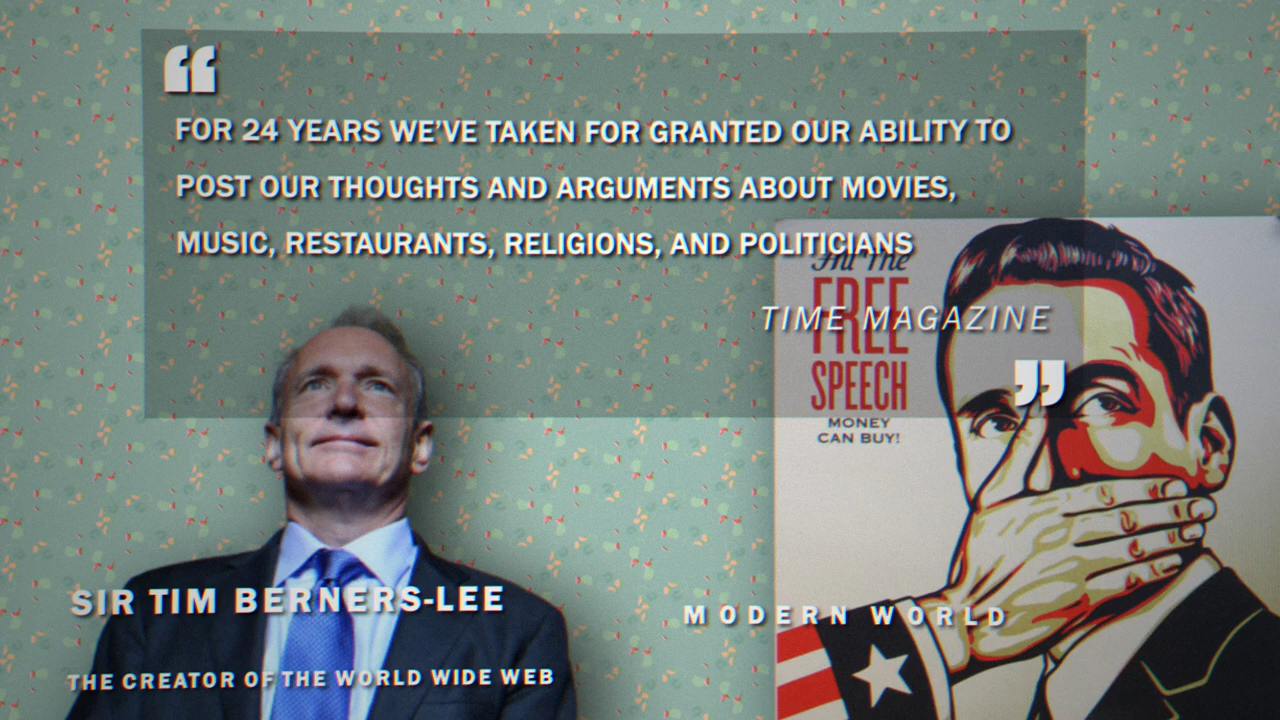 “
FOR 24 YEARS WE’VE TAKEN FOR GRANTED OUR ABILITY TO
POST OUR THOUGHTS AND ARGUMENTS ABOUT MOVIES,
MUSIC, RESTAURANTS, RELIGIONS, AND POLITICIANS
TIME MAGAZINE
”
The
FREE
SPEECH
MONEY
CAN BUY!
SIR TIM BERNERS-LEE
THE CREATOR OF THE WORLD WIDE WEB
MODERN WORLD